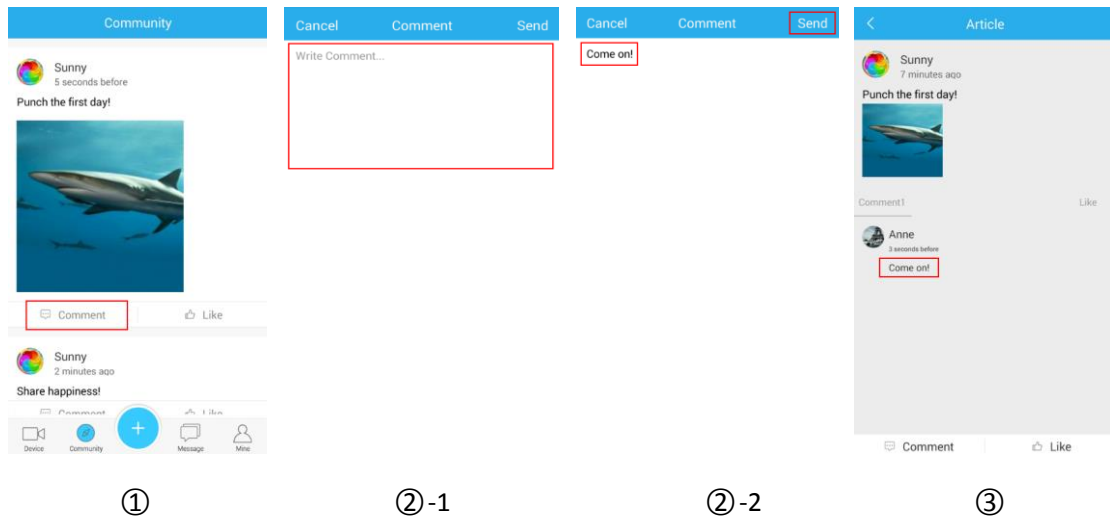 Community
Sunny
5 seconds before
Punch the first day!
Comment
Like
Sunny
2 minutes ago
Share happiness!
Comment
Like
+
Device
Community
Message
Mine
①
Cancel
Comment
Send
Write Comment...
②-1
Cancel
Comment
Send
Come on!
②-2
Article
Sunny
7 minutes ago
Punch the first day!
Comment1
Like
Anne
3 seconds before
Come on!
Comment
Like
③